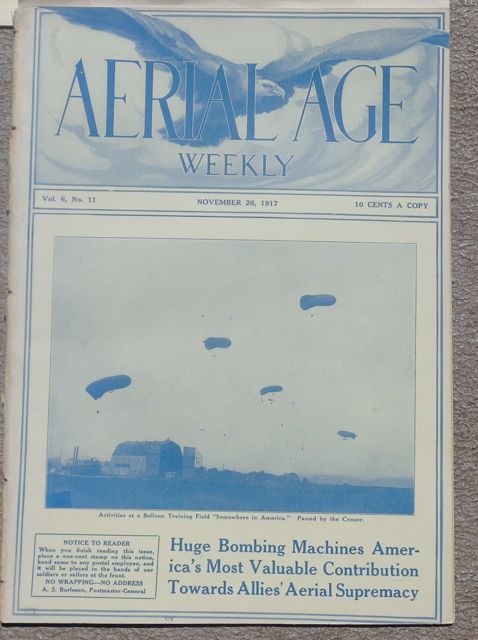 AERIAL AGE
WEEKLY
Vol. 6, No. 11 NOVEMBER 26, 1917 10 CENTS A COPY
Activities at a Balloon Training Field "Somewhere in America." Passed by the Censor.
NOTICE TO READER
When you finish reading this issue,
place a one-cent stamp on this notice,
hand same to any postal employee, and
it will be placed in the hands of our
soldiers or sailors at the front.
NO WRAPPING—NO ADDRESS
A. S. Burleson, Postmaster-General
Huge Bombing Machines Amer-
ica's Most Valuable Contribution
Towards Allies' Aerial Supremacy